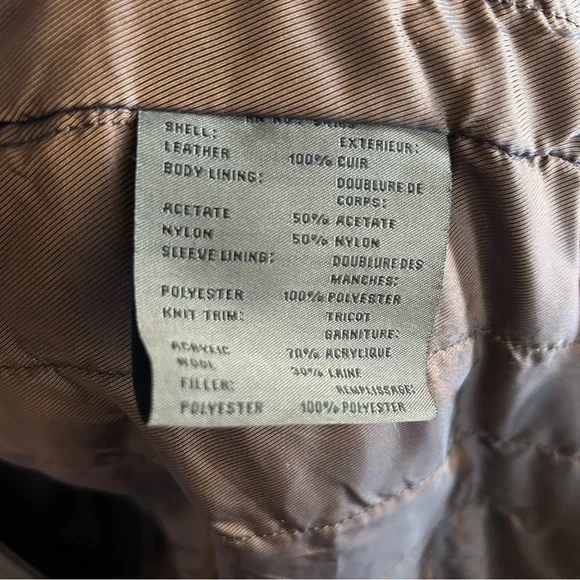 SHELL: EXTERIEUR:
LEATHER 100% CUIR
BODY LINING: DOUBLURE DE
CORPS:
ACETATE 50% ACETATE
NYLON 50% NYLON
SLEEVE LINING: DOUBLURE DES
MANCHES:
POLYESTER 100% POLYESTER
KNIT TRIM: TRICOT
GARNITURE:
ACRYLIC 70% ACRYLIQUE
WOOL 30% LAINE
FILLER: REMPLISSAGE:
POLYESTER 100% POLYESTER